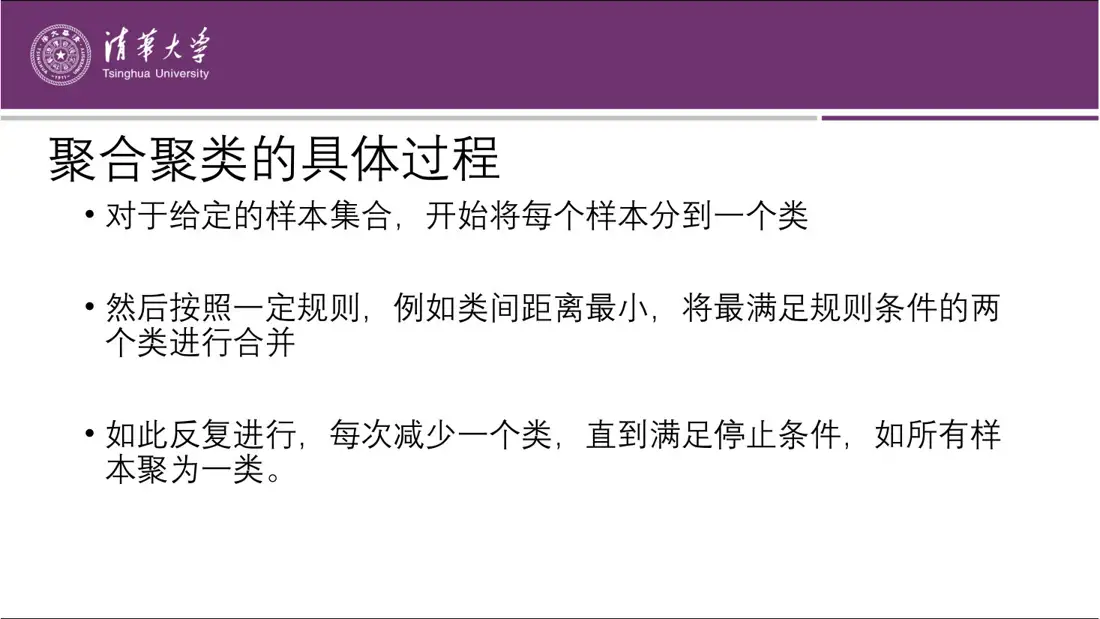 清华大学
Tsinghua University
聚合聚类的具体过程
• 对于给定的样本集合，开始将每个样本分到一个类
• 然后按照一定规则，例如类间距离最小，将最满足规则条件的两
个类进行合并
• 如此反复进行，每次减少一个类，直到满足停止条件，如所有样
本聚为一类。